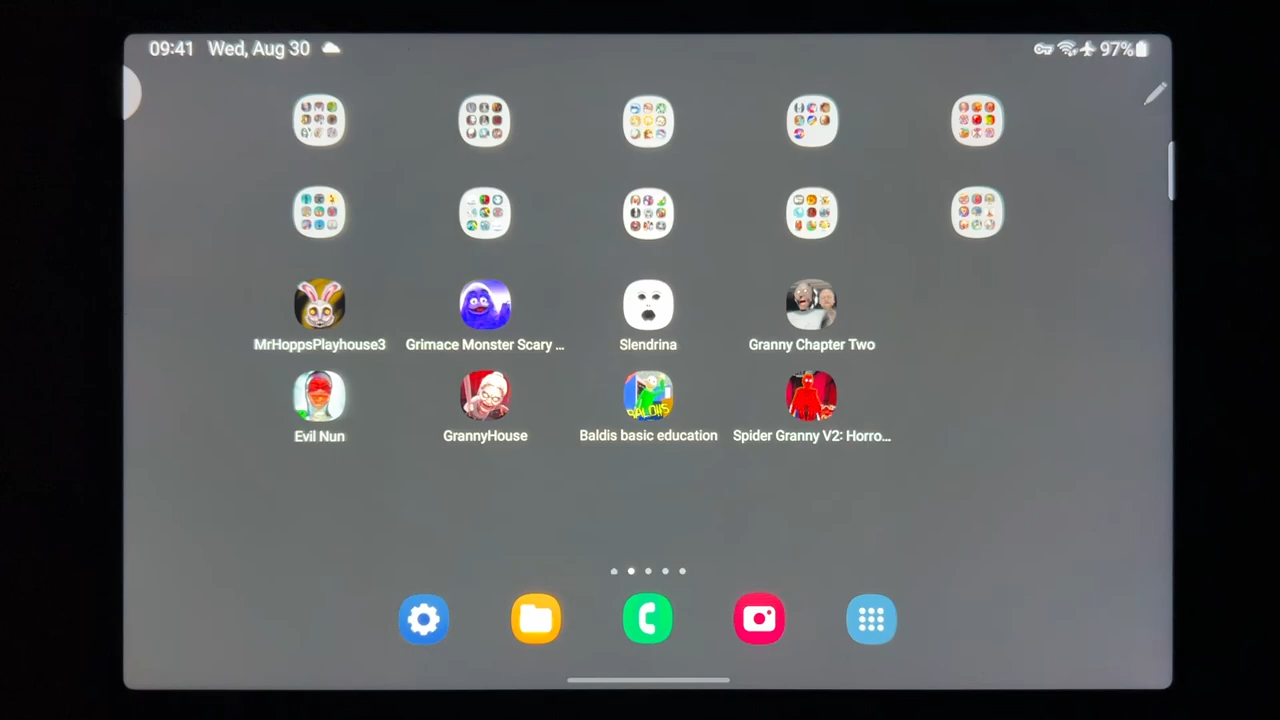 09:41 Wed, Aug 30 97%
MrHoppsPlayhouse3 Grimace Monster Scary ... Slendrina Granny Chapter Two
BALDIS
Evil Nun GrannyHouse Baldis basic education Spider Granny V2: Horro...